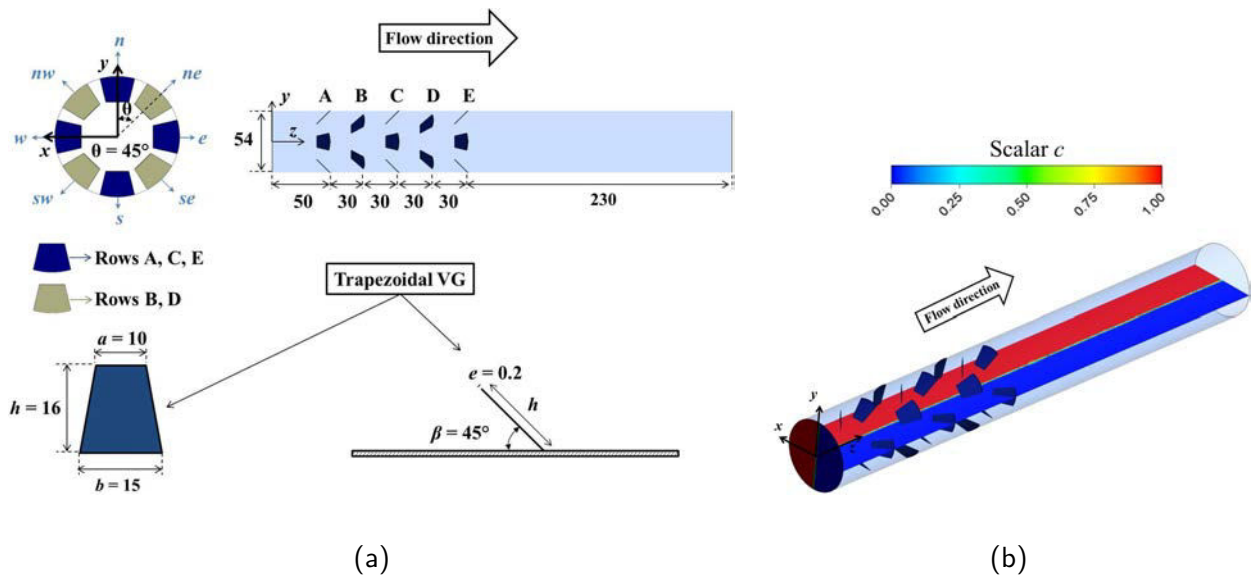 Flow direction
n
y
nw
ne
θ
A B C D E
y
w
x
e
54
z
θ = 45°
sw
se
s
50 30 30 30 30 230
Rows A, C, E
Rows B, D
Trapezoidal VG
a = 10
h = 16
b = 15
e = 0.2
h
β = 45°
(a)
Scalar c
0.00 0.25 0.50 0.75 1.00
Flow direction
y
x
z
(b)